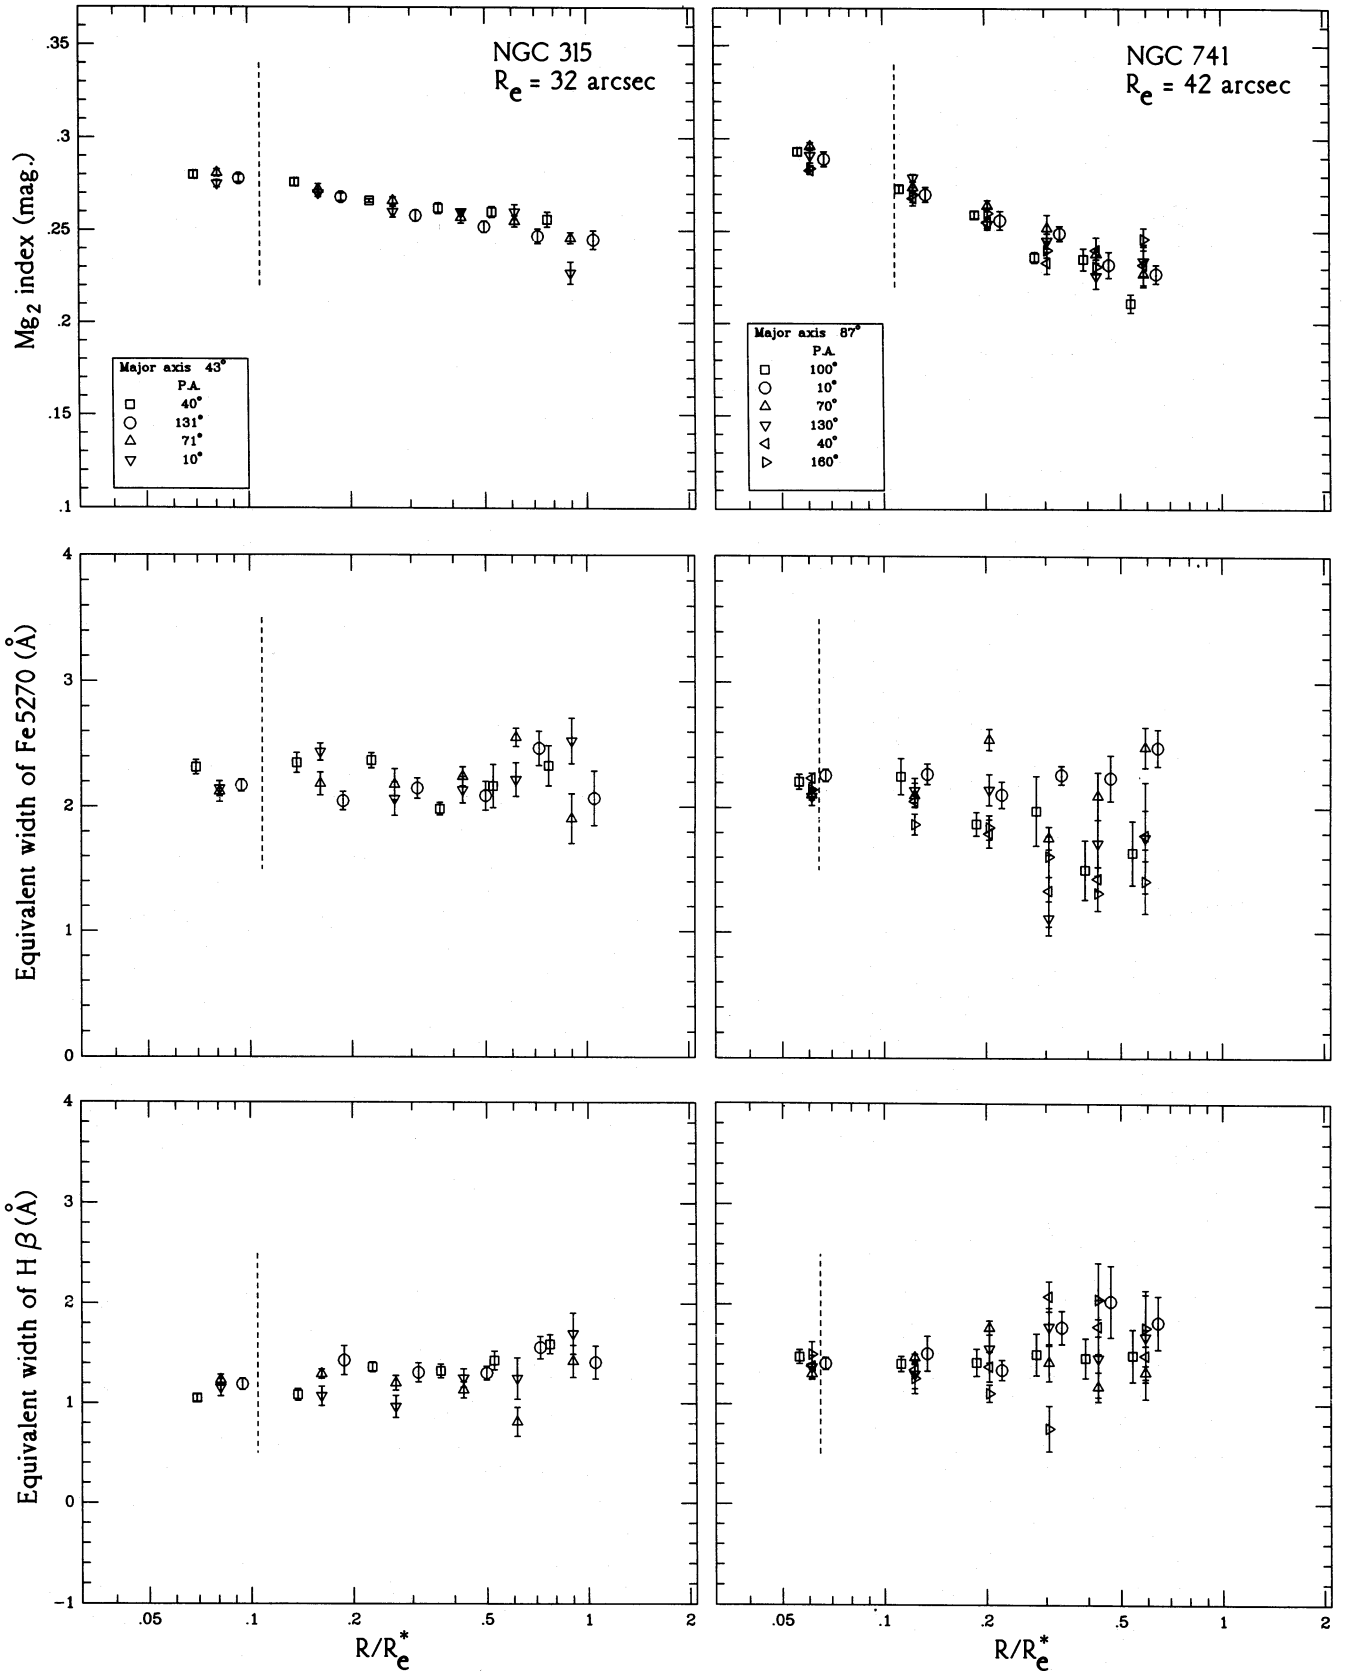 NGC 315
R_e = 32 arcsec
NGC 741
R_e = 42 arcsec
Mg_2 index (mag.)
.35
.3
.25
.2
.15
.1
Major axis 43°
P.A.
40°
131°
71°
10°
Major axis 87°
P.A.
100°
10°
70°
130°
40°
160°
Equivalent width of Fe5270 (Å)
4
3
2
1
0
Equivalent width of Hβ (Å)
4
3
2
1
0
-1
.05 .1 .2 .5 1 2
R/R_e*
.05 .1 .2 .5 1 2
R/R_e*